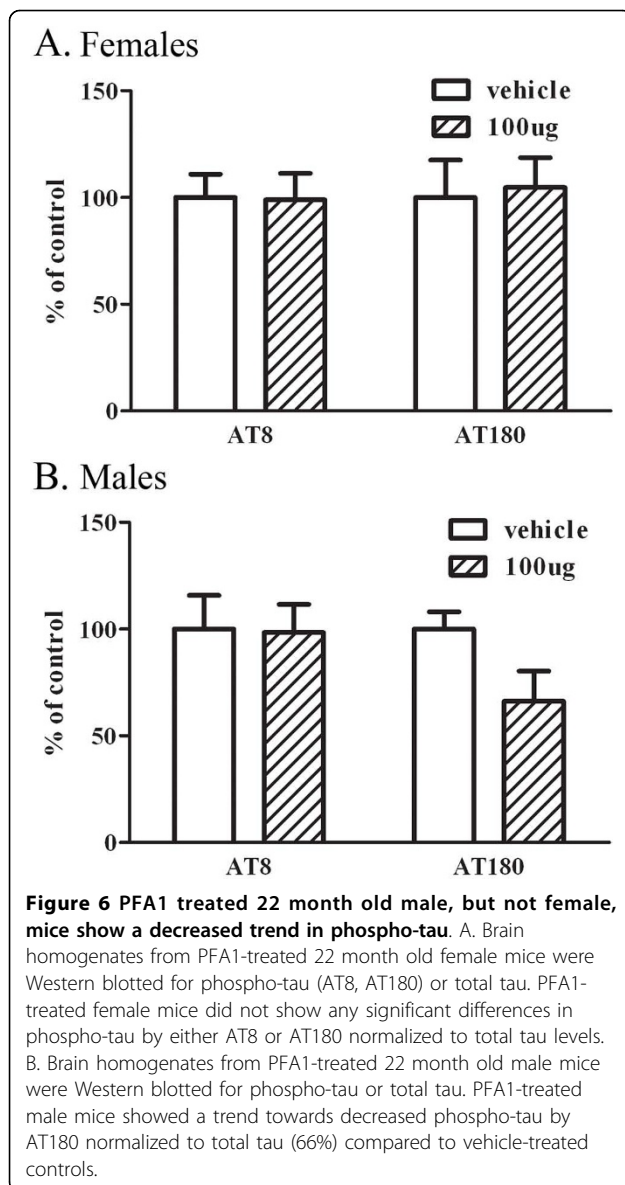 A. Females
150
vehicle
100ug
100
% of control
50
0
AT8 AT180
B. Males
150
vehicle
100ug
100
% of control
50
0
AT8 AT180
Figure 6 PFA1 treated 22 month old male, but not female,
mice show a decreased trend in phospho-tau. A. Brain
homogenates from PFA1-treated 22 month old female mice were
Western blotted for phospho-tau (AT8, AT180) or total tau. PFA1-
treated female mice did not show any significant differences in
phospho-tau by either AT8 or AT180 normalized to total tau levels.
B. Brain homogenates from PFA1-treated 22 month old male mice
were Western blotted for phospho-tau or total tau. PFA1-treated
male mice showed a trend towards decreased phospho-tau by
AT180 normalized to total tau (66%) compared to vehicle-treated
controls.